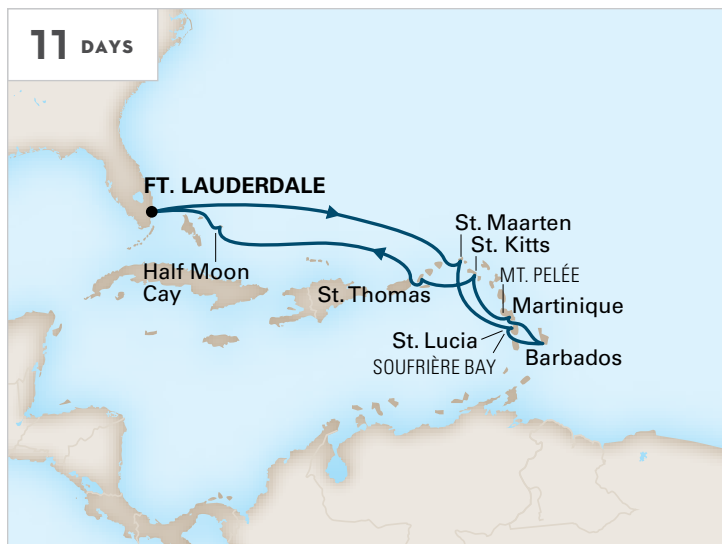 11 DAYS
FT. LAUDERDALE
St. Maarten
St. Kitts
MT. PELÉE
Half Moon
Cay
St. Thomas
Martinique
St. Lucia
SOUFRIÈRE BAY
Barbados